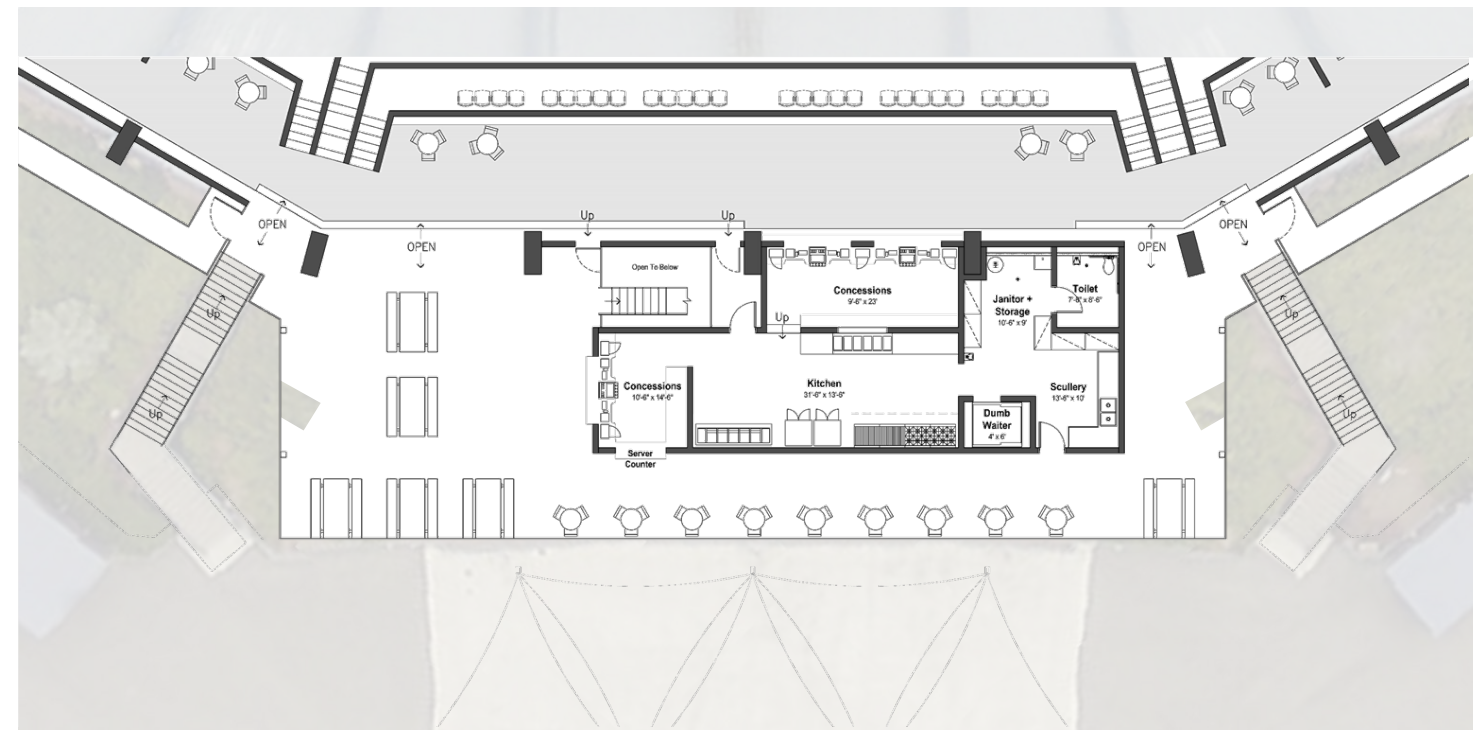 Up
Up
OPEN
OPEN
OPEN
OPEN
Open To Below
Concessions
9'-6" x 23'
Janitor +
Storage
10'-6" x 9'
Toilet
7'-6" x 8'-6"
Up
Up
Up
Concessions
10'-6" x 14'-6"
Kitchen
31'-6" x 13'-6"
Scullery
13'-6" x 10'
Up
Up
Dumb
Waiter
4' x 6'
Server
Counter